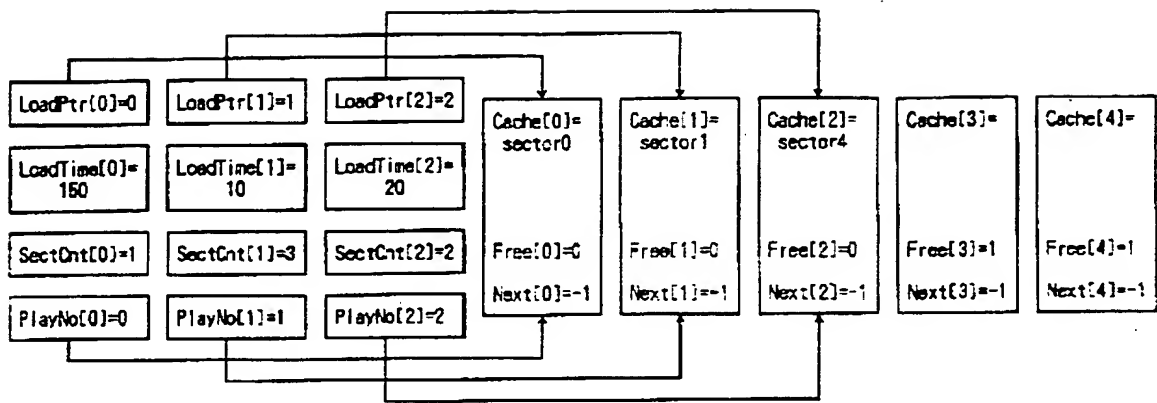 LoadPtr[0]=0
LoadPtr[1]=1
LoadPtr[2]=2
LoadTime[0]=
150
LoadTime[1]=
10
LoadTime[2]=
20
SectCnt[0]=1
SectCnt[1]=3
SectCnt[2]=2
PlayNo[0]=0
PlayNo[1]=1
PlayNo[2]=2
Cache[0]=
sector0
Free[0]=0
Next[0]=-1
Cache[1]=
sector1
Free[1]=0
Next[1]=-1
Cache[2]=
sector4
Free[2]=0
Next[2]=-1
Cache[3]=
Free[3]=1
Next[3]=-1
Cache[4]=
Free[4]=1
Next[4]=-1